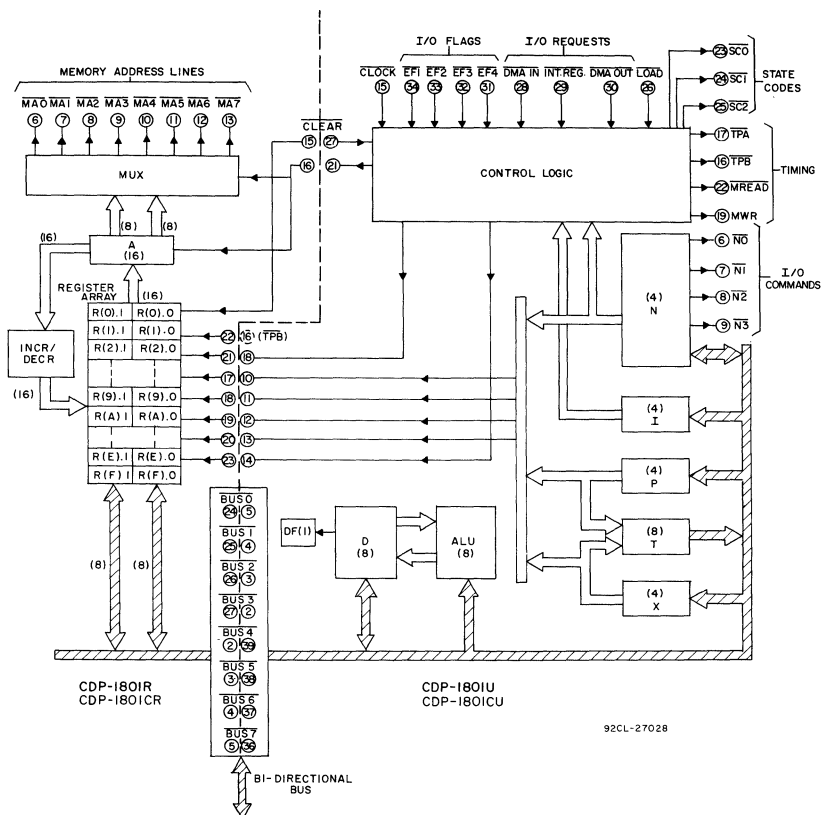 I/O FLAGS I/O REQUESTS
MEMORY ADDRESS LINES
CLOCK EF1 EF2 EF3 EF4 DMA IN INT.REG. DMA OUT LOAD
15 34 33 32 31 28 29 30 26
23 SC0
24 SC1
25 SC2
STATE CODES
MA0 MA1 MA2 MA3 MA4 MA5 MA6 MA7
6 7 8 9 10 11 12 13
CLEAR
15 27
16 21
MUX
CONTROL LOGIC
17 TPA
16 TPB
22 MREAD
19 MWR
TIMING
(8) (8)
(16)
A
(16)
REGISTER ARRAY
(16)
INCR/
DECR
(16)
R(0).1 R(0).0
R(1).1 R(1).0
R(2).1 R(2).0
R(9).1 R(9).0
R(A).1 R(A).0
R(E).1 R(E).0
R(F).1 R(F).0
22 16 (TPB)
21 18
17 10
18 11
19 12
20 13
23 14
(4)
N
6 N0
7 N1
8 N2
9 N3
I/O
COMMANDS
(4)
I
(4)
P
(8)
T
(4)
X
BUS 0
24 5
BUS 1
25 4
BUS 2
26 3
BUS 3
27 2
BUS 4
2 39
BUS 5
3 38
BUS 6
4 37
BUS 7
5 36
(8)
DF(1)
D
(8)
ALU
(8)
CDP-1801R
CDP-1801CR
CDP-1801U
CDP-1801CU
92CL-27028
BI-DIRECTIONAL
BUS